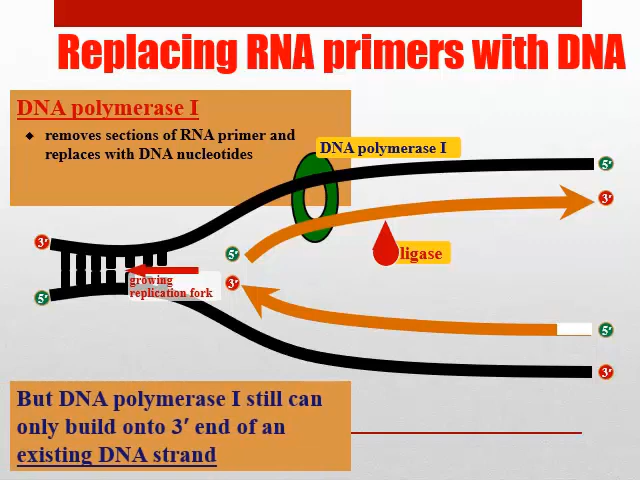 Replacing RNA primers with DNA
DNA polymerase I
◆ removes sections of RNA primer and
replaces with DNA nucleotides
DNA polymerase I
5′
3′
3′
5′
ligase
growing
replication fork
3′
5′
5′
3′
But DNA polymerase I still can
only build onto 3′ end of an
existing DNA strand